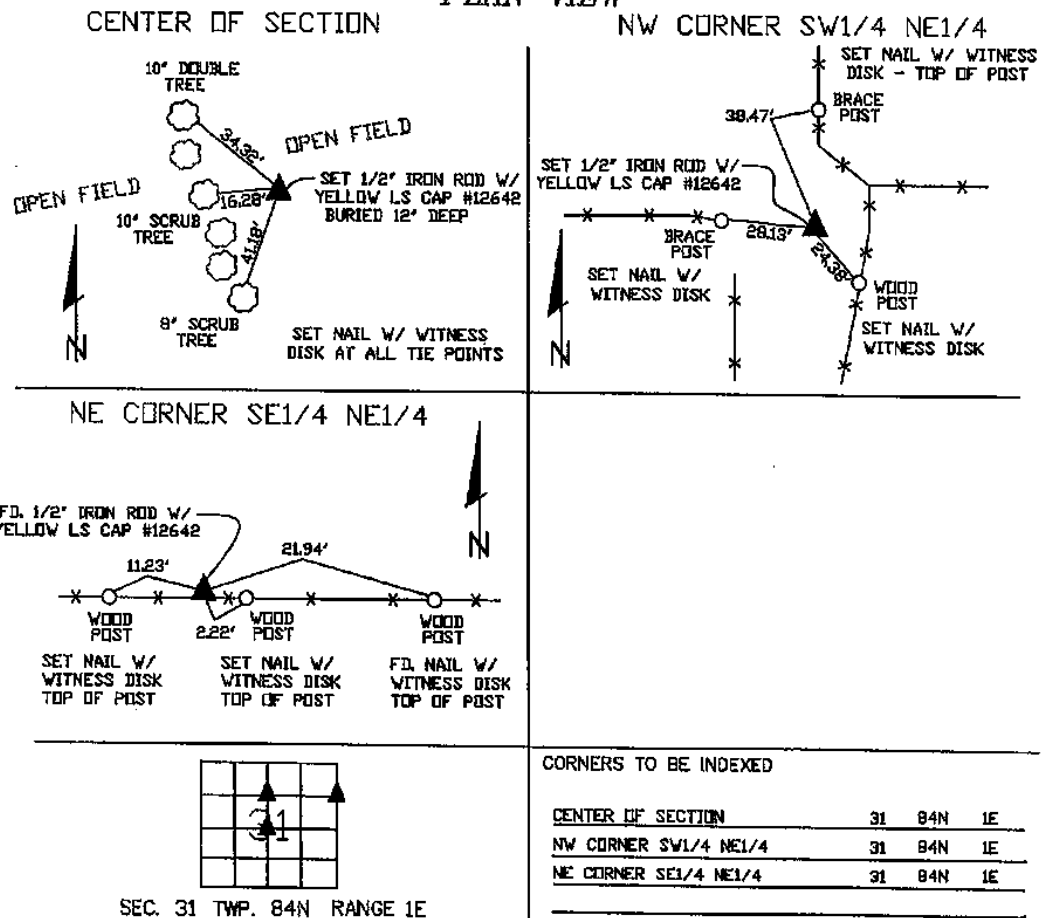 PLAN VIEW
CENTER OF SECTION
10" DOUBLE
TREE
34.32'
OPEN FIELD
OPEN FIELD
SET 1/2" IRON ROD W/
YELLOW LS CAP #12642
BURIED 12" DEEP
16.28'
10" SCRUB
TREE
41.18'
8" SCRUB
TREE
N
SET NAIL W/ WITNESS
DISK AT ALL TIE POINTS
NW CORNER SW1/4 NE1/4
SET NAIL W/ WITNESS
DISK - TOP OF POST
BRACE
POST
38.47'
SET 1/2" IRON ROD W/
YELLOW LS CAP #12642
BRACE
POST
28.13'
24.38'
SET NAIL W/
WITNESS DISK
WOOD
POST
SET NAIL W/
WITNESS DISK
N
NE CORNER SE1/4 NE1/4
N
FD. 1/2" IRON ROD W/
YELLOW LS CAP #12642
11.23'
21.94'
WOOD
POST
2.22'
WOOD
POST
WOOD
POST
SET NAIL W/
WITNESS DISK
TOP OF POST
SET NAIL W/
WITNESS DISK
TOP OF POST
FD. NAIL W/
WITNESS DISK
TOP OF POST
31
SEC. 31 TWP. 84N RANGE 1E
CORNERS TO BE INDEXED
CENTER OF SECTION 31 84N 1E
NW CORNER SW1/4 NE1/4 31 84N 1E
NE CORNER SE1/4 NE1/4 31 84N 1E